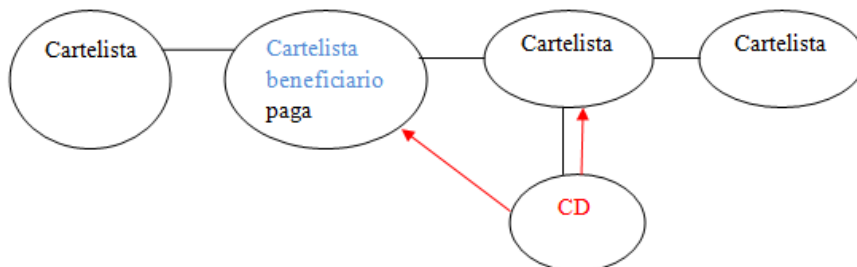 Cartelista
Cartelista
beneficiario
paga
Cartelista
Cartelista
CD